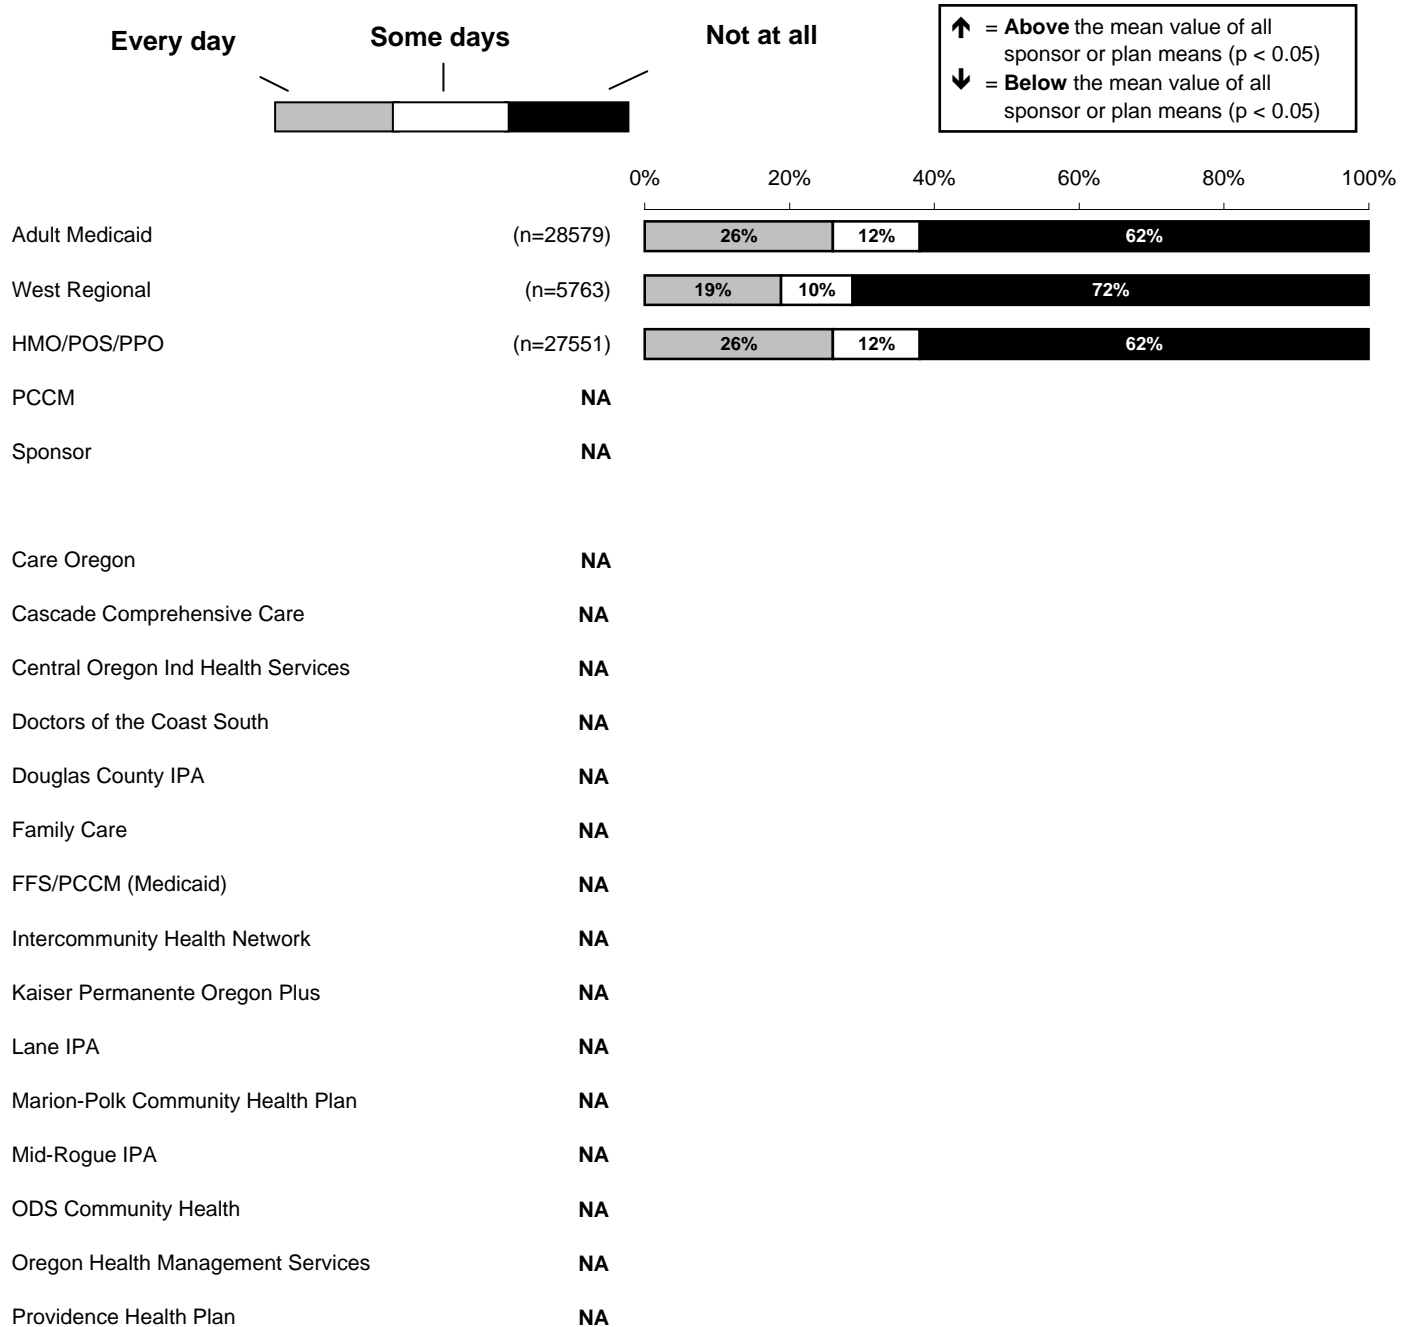 Every day Some days Not at all
↑ = Above the mean value of all
sponsor or plan means (p < 0.05)
↓ = Below the mean value of all
sponsor or plan means (p < 0.05)
0% 20% 40% 60% 80% 100%
Adult Medicaid (n=28579) 26% 12% 62%
West Regional (n=5763) 19% 10% 72%
HMO/POS/PPO (n=27551) 26% 12% 62%
PCCM NA
Sponsor NA
Care Oregon NA
Cascade Comprehensive Care NA
Central Oregon Ind Health Services NA
Doctors of the Coast South NA
Douglas County IPA NA
Family Care NA
FFS/PCCM (Medicaid) NA
Intercommunity Health Network NA
Kaiser Permanente Oregon Plus NA
Lane IPA NA
Marion-Polk Community Health Plan NA
Mid-Rogue IPA NA
ODS Community Health NA
Oregon Health Management Services NA
Providence Health Plan NA